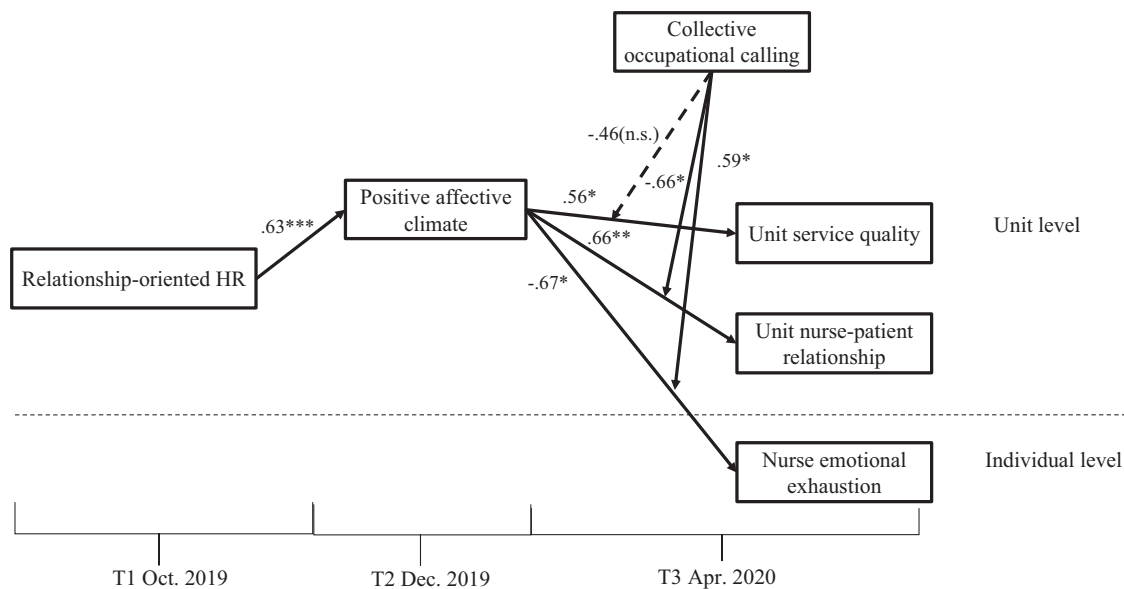 Collective
occupational calling
-.46(n.s.)
-.66*
.59*
Positive affective
climate
.56*
.63***
.66**
-.67*
Unit service quality
Unit level
Relationship-oriented HR
Unit nurse-patient
relationship
Nurse emotional
exhaustion
Individual level
T1 Oct. 2019
T2 Dec. 2019
T3 Apr. 2020